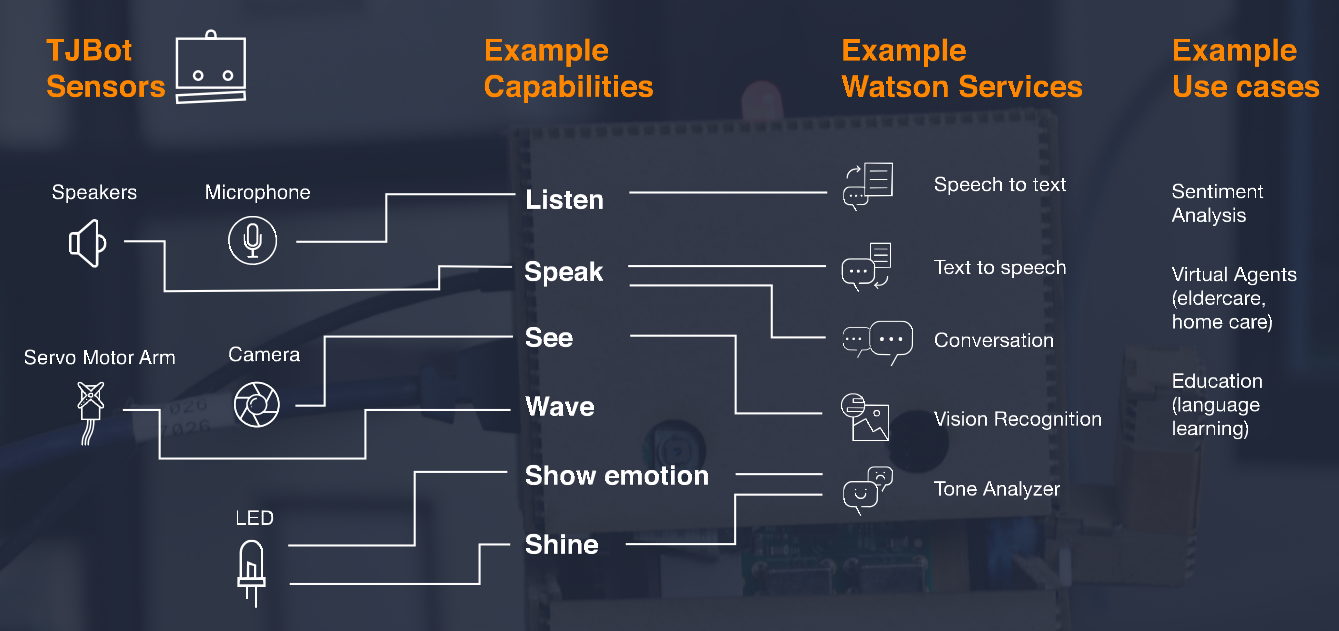 TJBot
Sensors
Example
Capabilities
Example
Watson Services
Example
Use cases
Speakers
Microphone
Servo Motor Arm
Camera
LED
Listen
Speak
See
Wave
Show emotion
Shine
Speech to text
Text to speech
Conversation
Vision Recognition
Tone Analyzer
Sentiment
Analysis
Virtual Agents
(eldercare,
home care)
Education
(language
learning)